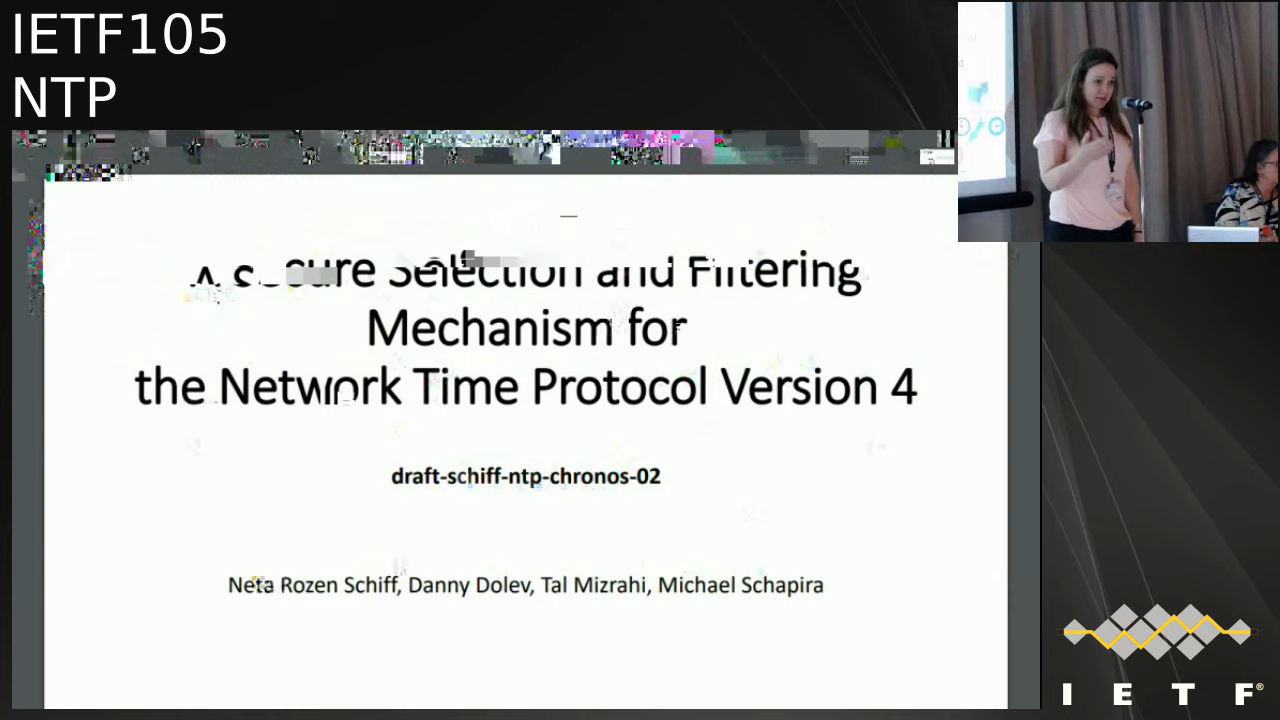 IETF105
NTP
A Secure Selection and Filtering
Mechanism for
the Network Time Protocol Version 4
draft-schiff-ntp-chronos-02
Neta Rozen Schiff, Danny Dolev, Tal Mizrahi, Michael Schapira
I E T F®